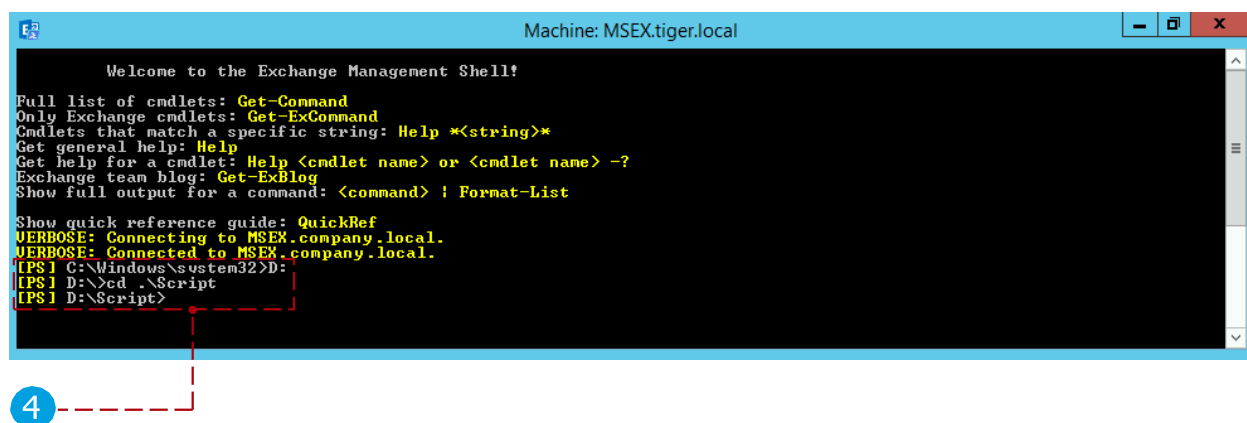 Machine: MSEX.tiger.local
Welcome to the Exchange Management Shell!
Full list of cmdlets: Get-Command
Only Exchange cmdlets: Get-ExCommand
Cmdlets that match a specific string: Help *<string>*
Get general help: Help
Get help for a cmdlet: Help <cmdlet name> or <cmdlet name> -?
Exchange team blog: Get-ExBlog
Show full output for a command: <command> | Format-List
Show quick reference guide: QuickRef
VERBOSE: Connecting to MSEX.company.local.
VERBOSE: Connected to MSEX.company.local.
[PS] C:\Windows\system32>D:
[PS] D:\>cd .\Script
[PS] D:\Script>
4